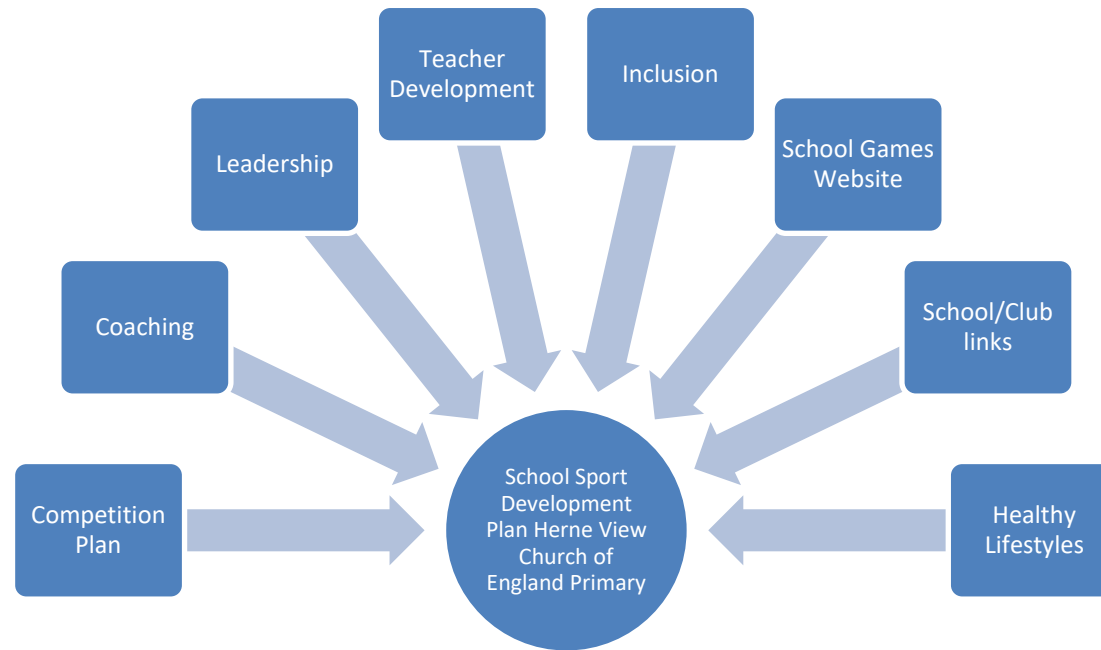 Teacher
Development
Inclusion
Leadership
School Games
Website
Coaching
School/Club
links
Competition
Plan
School Sport
Development
Plan Herne View
Church of
England Primary
Healthy
Lifestyles